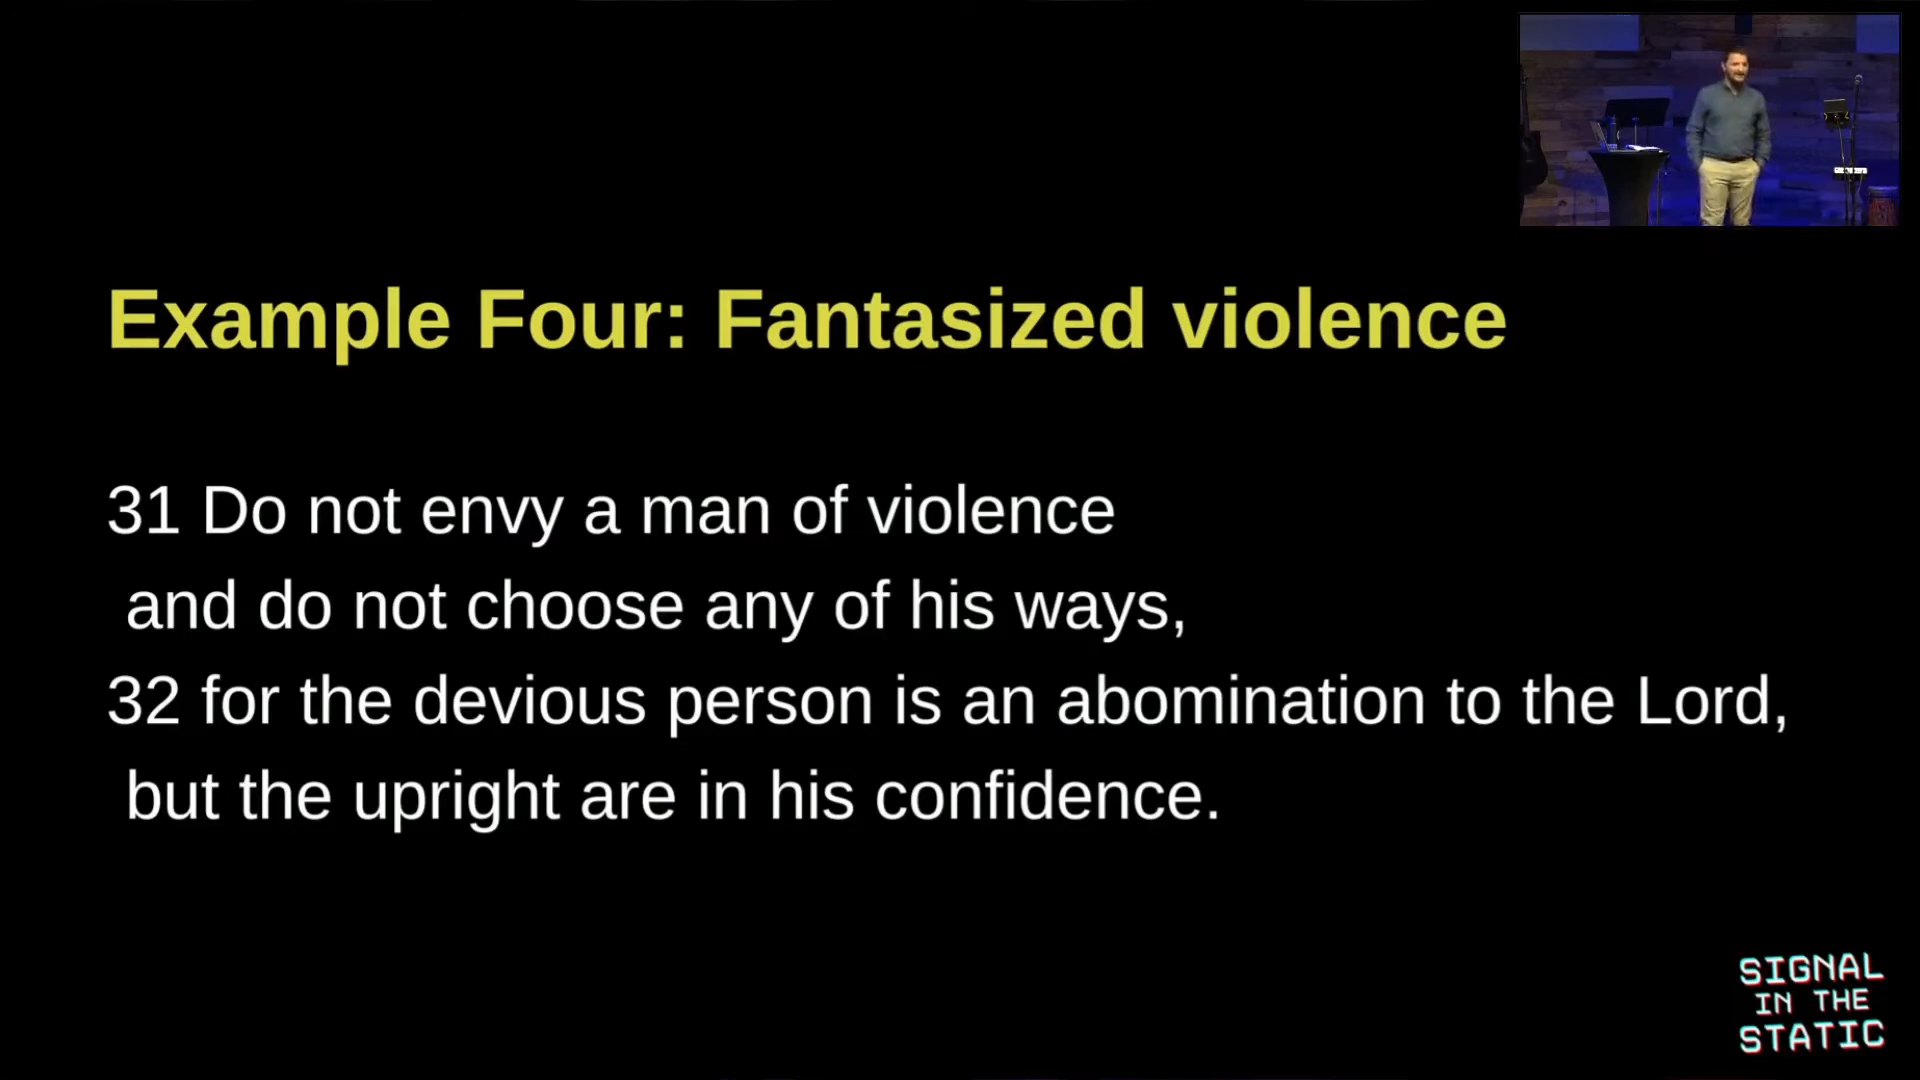 Example Four: Fantasized violence
31 Do not envy a man of violence
and do not choose any of his ways,
32 for the devious person is an abomination to the Lord,
but the upright are in his confidence.
SIGNAL
IN THE
STATIC